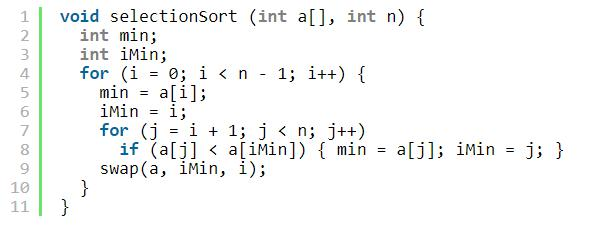 1 void selectionSort (int a[], int n) {
2   int min;
3   int iMin;
4   for (i = 0; i < n - 1; i++) {
5     min = a[i];
6     iMin = i;
7     for (j = i + 1; j < n; j++)
8       if (a[j] < a[iMin]) { min = a[j]; iMin = j; }
9     swap(a, iMin, i);
10   }
11 }